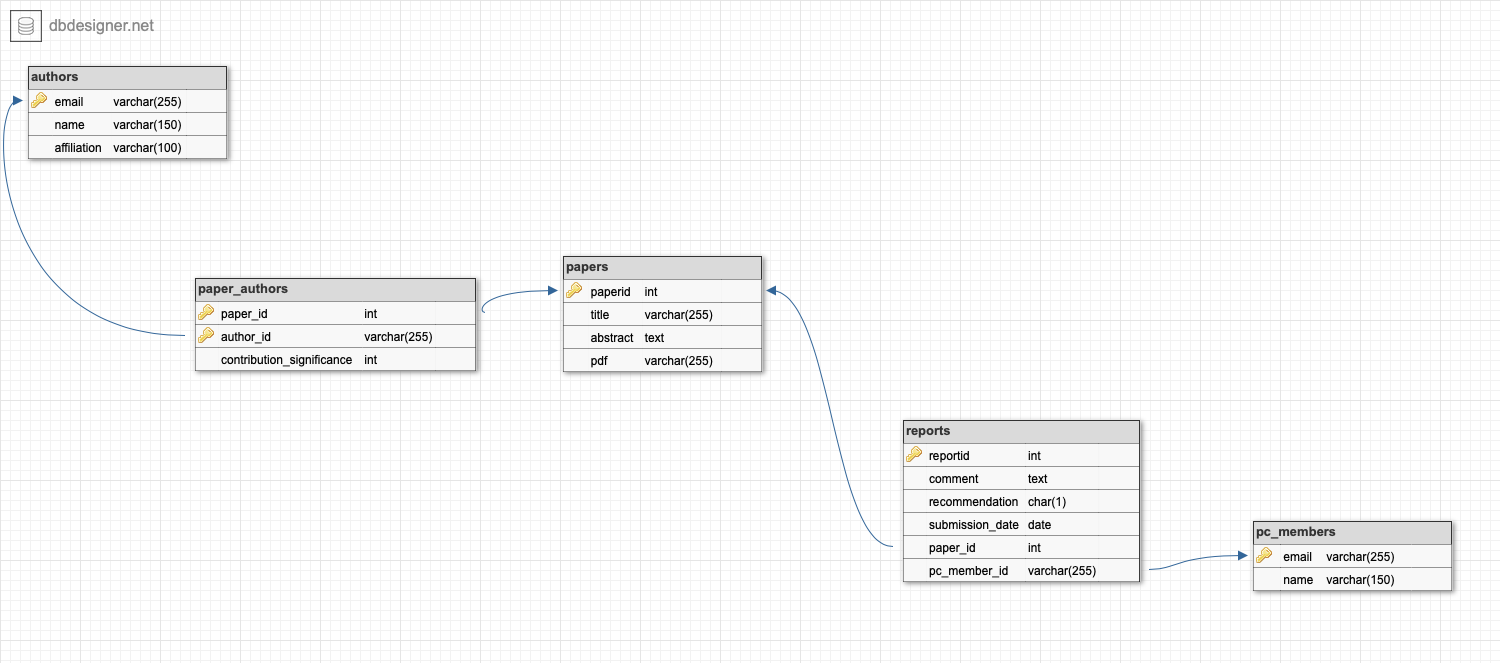 dbdesigner.net
authors
email varchar(255)
name varchar(150)
affiliation varchar(100)
paper_authors
paper_id int
author_id varchar(255)
contribution_significance int
papers
paperid int
title varchar(255)
abstract text
pdf varchar(255)
reports
reportid int
comment text
recommendation char(1)
submission_date date
paper_id int
pc_member_id varchar(255)
pc_members
email varchar(255)
name varchar(150)